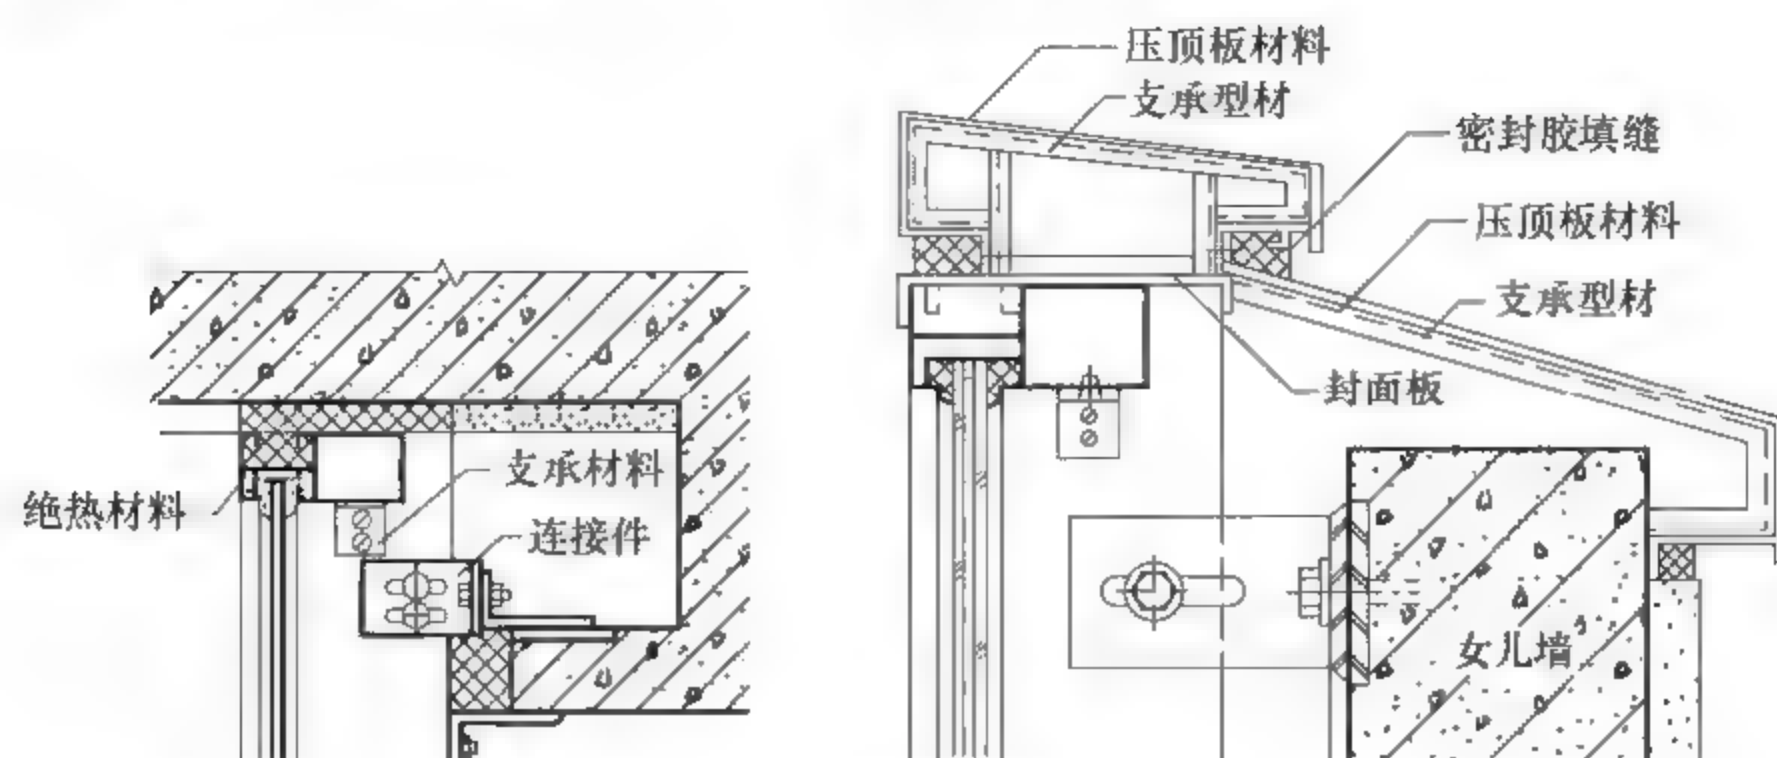 压顶板材料
支承型材
密封胶填缝
压顶板材料
支承型材
封面板
支承材料
绝热材料
连接件
女儿墙